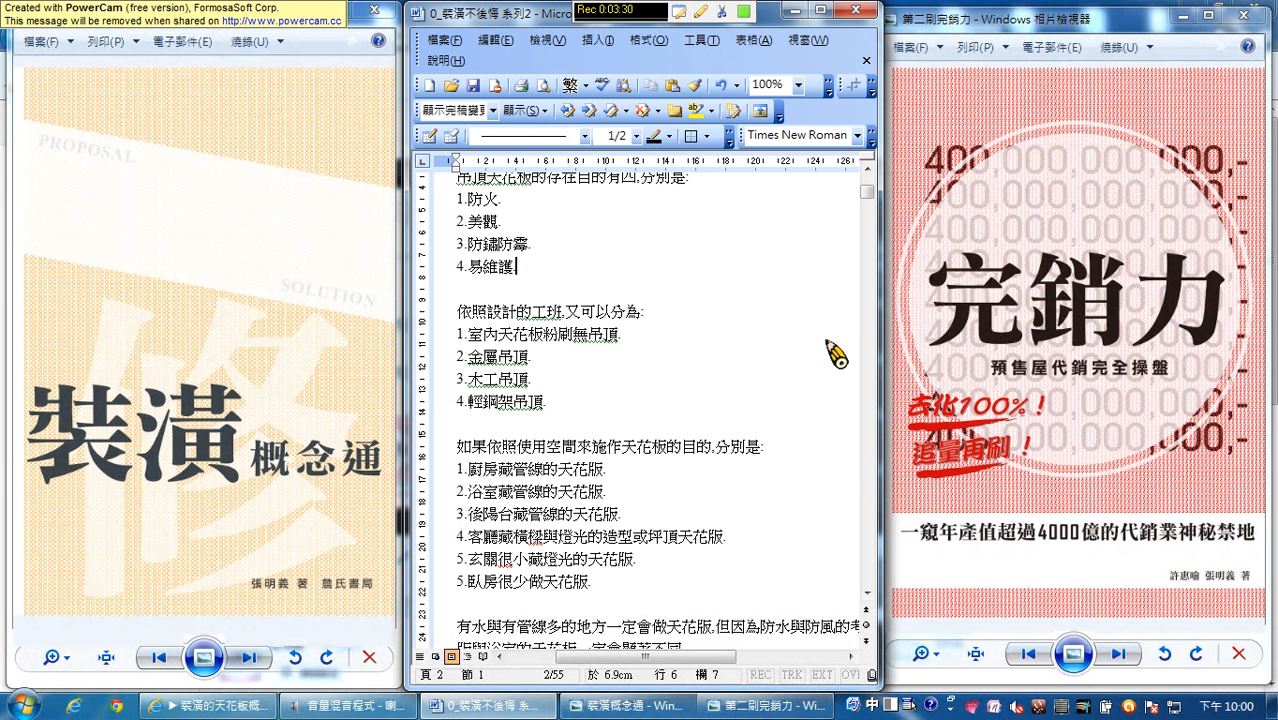 Created with PowerCam (free version), FormosaSoft Corp.
This message will be removed when shared on http://www.powercam.cc
檔案(F) 列印(P) 電子郵件(E) 燒錄(U)
PROPOSAL
SOLUTION
修
裝潢 概念通
張明義 著 詹氏書局
0_裝潢不後悔 系列2 - Micro
Rec 0:03:30
檔案(F) 編輯(E) 檢視(V) 插入(I) 格式(O) 工具(T) 表格(A) 視窗(W)
說明(H)
繁 100%
顯示完稿變更 顯示(S)
1/2 Times New Roman
吊頂天花板的存在目的有四,分別是:
1.防火.
2.美觀.
3.防鏽防霉.
4.易維護.
依照設計的工班,又可以分為:
1.室內天花板粉刷無吊頂.
2.金屬吊頂.
3.木工吊頂.
4.輕鋼架吊頂.
如果依照使用空間來施作天花板的目的,分別是:
1.廚房藏管線的天花版.
2.浴室藏管線的天花版.
3.後陽台藏管線的天花版.
4.客廳藏橫樑與燈光的造型或坪頂天花版.
5.玄關很小藏燈光的天花版.
5.臥房很少做天花版.
有水與有管線多的地方一定會做天花版,但因為防水與防風的考
頁 2 節 1 2/55 於 6.9cm 行 6 欄 7 REC TRK EXT OVR
第二刷完銷力 - Windows 相片檢視器
檔案(F) 列印(P) 電子郵件(E) 燒錄(U)
400,000,000,000,-
完銷力
預售屋代銷完全操盤
去化100%!
追量再刷!
一窺年產值超過4000億的代銷業神秘禁地
許惠喻 張明義 著
裝潢的天花板概... 音量混音程式 - 喇... 0_裝潢不後悔 系... 裝潢概念通 - Win... 第二刷完銷力 - W... 中 下午 10:00